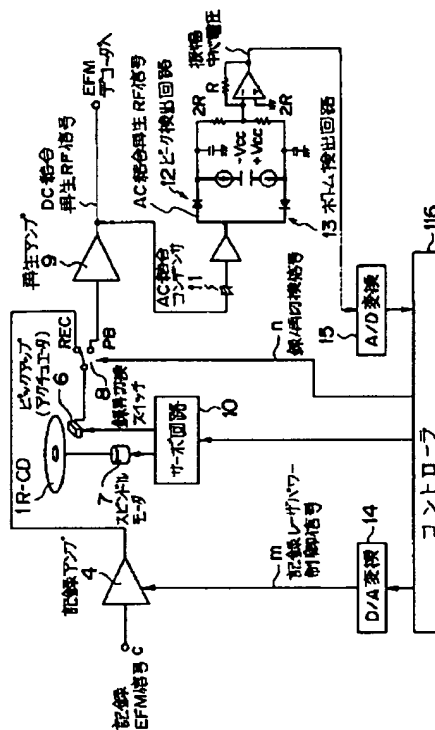 1R-CD
ピックアップ
(アクチュエータ)
6
REC
PB
8
録再切換
スイッチ
7
スピンドル
モータ
サーボ回路
10
記録アンプ
4
記録
EFM信号 C
再生アンプ
9
DC結合
再生RF信号
EFM
デコーダへ
AC結合
コンデンサ
11
AC結合再生RF信号
12 ピーク検出回路
-Vcc
+Vcc
2R
R
2R
13 ボトム検出回路
振幅
中心電圧
m
記録レーザパワー
制御信号
n
録/再切換信号
D/A変換
14
15
A/D変換
コントローラ
116